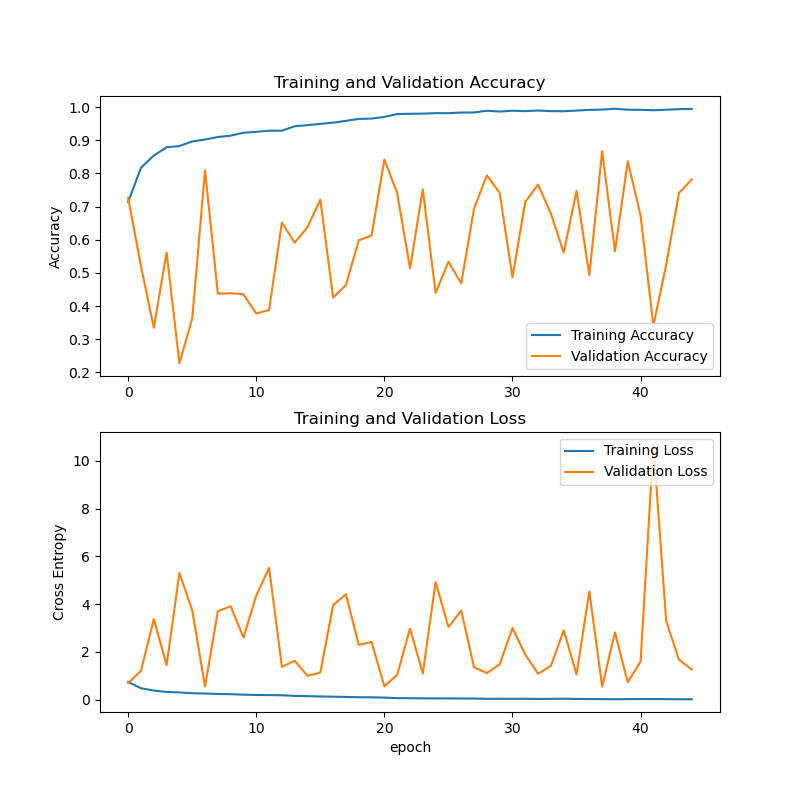 Training and Validation Accuracy
Accuracy
1.0
0.9
0.8
0.7
0.6
0.5
0.4
0.3
0.2
Training Accuracy
Validation Accuracy
0 10 20 30 40
Training and Validation Loss
Cross Entropy
10
8
6
4
2
0
Training Loss
Validation Loss
0 10 20 30 40
epoch